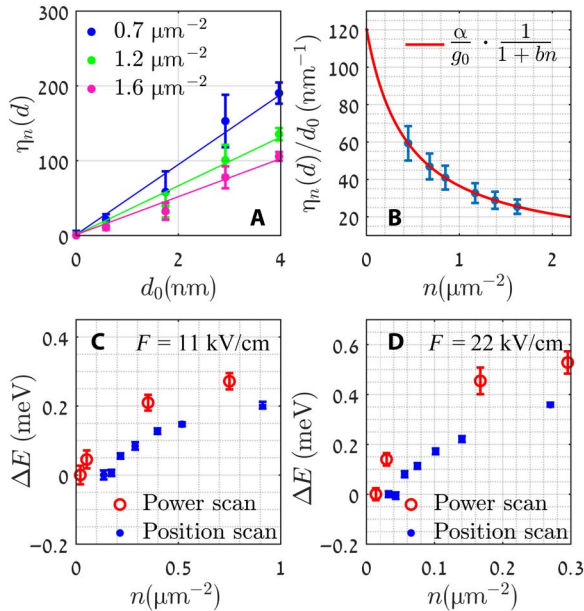 300
200
100
0
0 2 4
η_n(d)
d_0(nm)
0.7 μm^{-2}
1.2 μm^{-2}
1.6 μm^{-2}
A
120
100
80
60
40
20
0 1 2
η_n(d)/d_0 (nm^{-1})
n(μm^{-2})
α/g_0 · 1/(1 + bn)
B
0.4
0.2
0
-0.2
0 0.5 1
ΔE (meV)
n(μm^{-2})
C F = 11 kV/cm
Power scan
Position scan
0.6
0.4
0.2
0
-0.2
0 0.1 0.2 0.3
ΔE (meV)
n(μm^{-2})
D F = 22 kV/cm
Power scan
Position scan